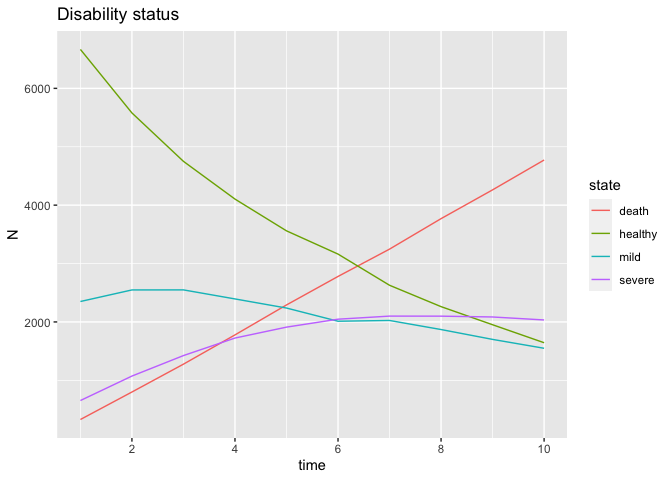 Disability status
6000
4000
2000
N
2
4
6
8
10
time
state
death
healthy
mild
severe